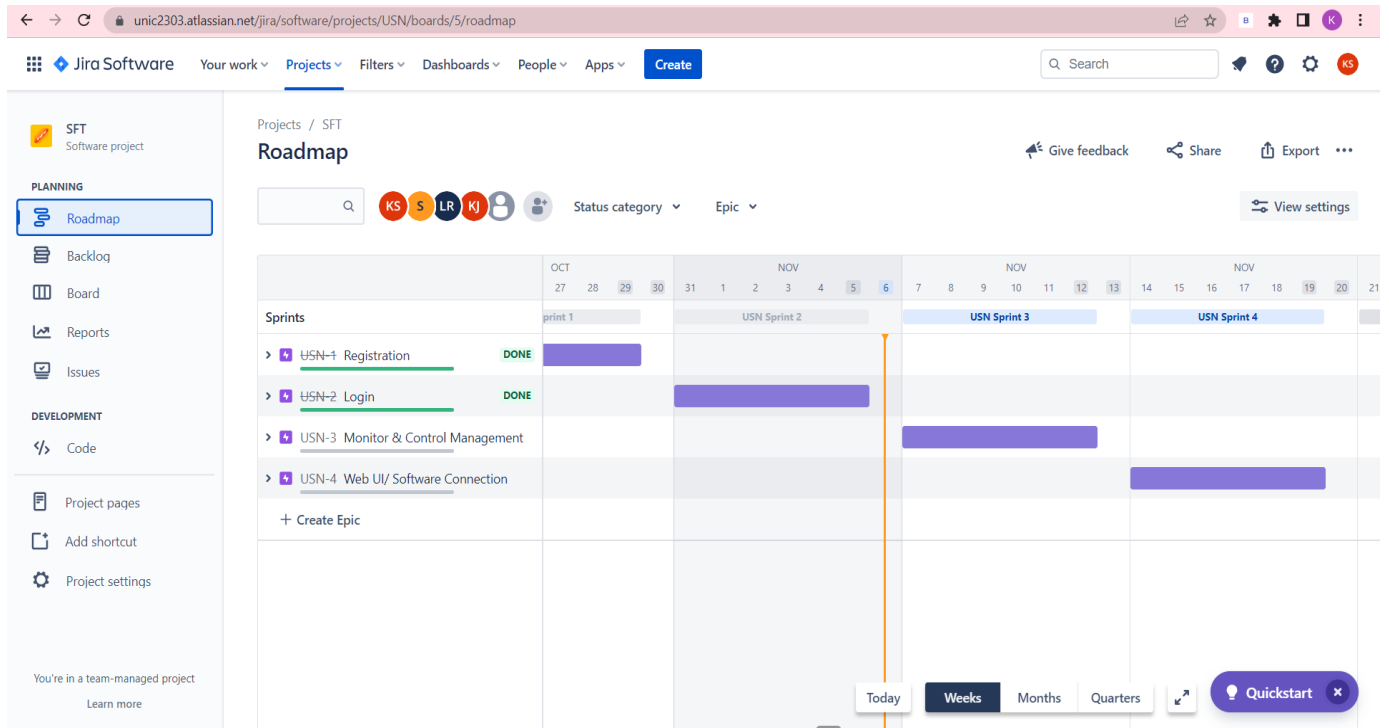 unic2303.atlassian.net/jira/software/projects/USN/boards/5/roadmap
B
K
Jira Software
Your work
Projects
Filters
Dashboards
People
Apps
Create
Search
KS
SFT
Software project
PLANNING
Roadmap
Backlog
Board
Reports
Issues
DEVELOPMENT
Code
Project pages
Add shortcut
Project settings
You're in a team-managed project
Learn more
Projects / SFT
Roadmap
Give feedback
Share
Export
KS S LR KJ
Status category
Epic
View settings
OCT NOV NOV NOV
27 28 29 30 31 1 2 3 4 5 6 7 8 9 10 11 12 13 14 15 16 17 18 19 20 21
Sprints
print 1 USN Sprint 2 USN Sprint 3 USN Sprint 4
USN-1 Registration DONE
USN-2 Login DONE
USN-3 Monitor & Control Management
USN-4 Web UI/ Software Connection
+ Create Epic
Today
Weeks
Months
Quarters
Quickstart